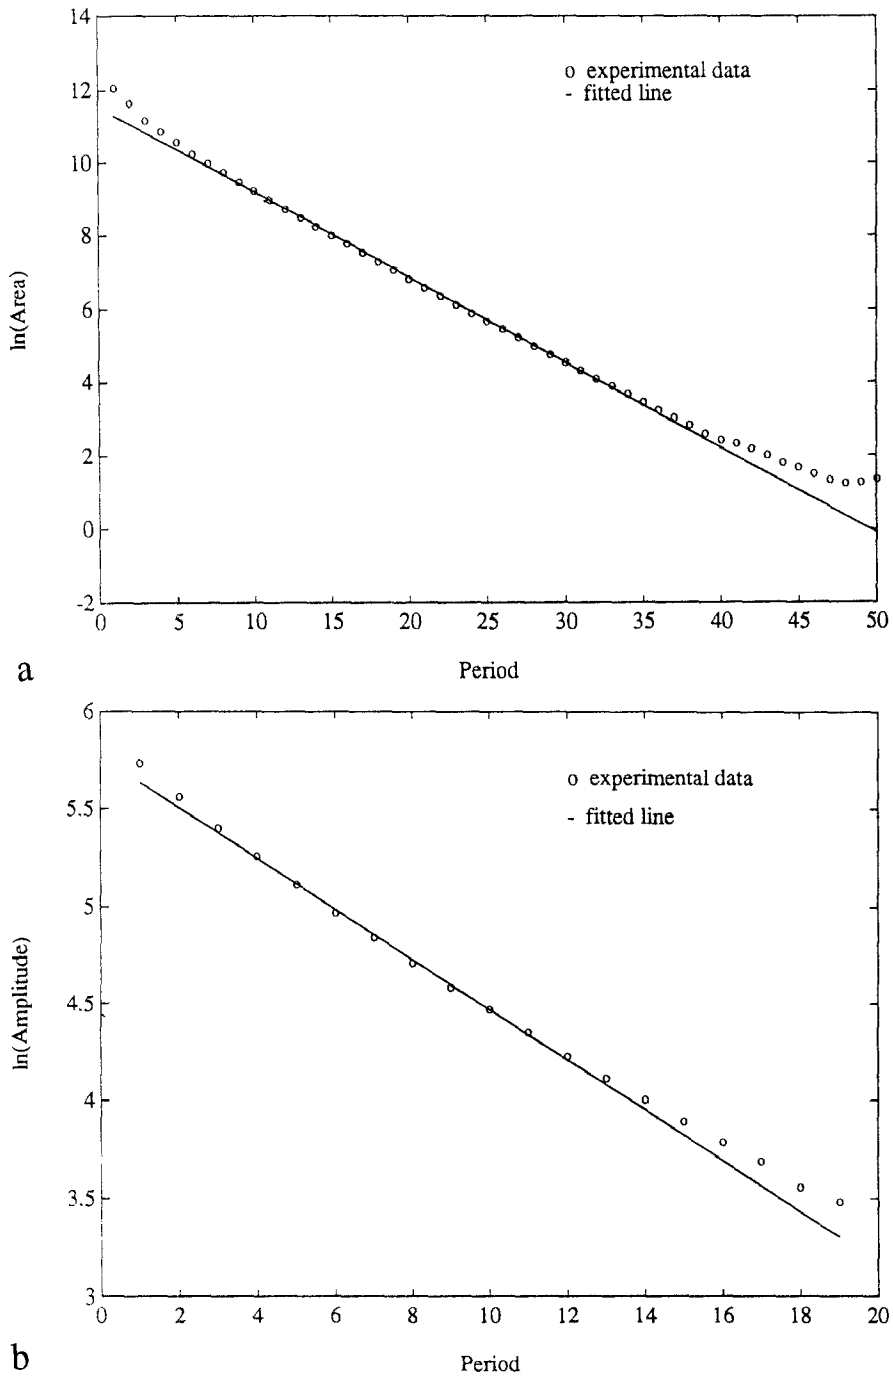 14
12
10
8
6
4
2
0
-2
ln(Area)
o experimental data
- fitted line
0 5 10 15 20 25 30 35 40 45 50
Period
a
6
5.5
5
4.5
4
3.5
3
ln(Amplitude)
o experimental data
- fitted line
0 2 4 6 8 10 12 14 16 18 20
Period
b